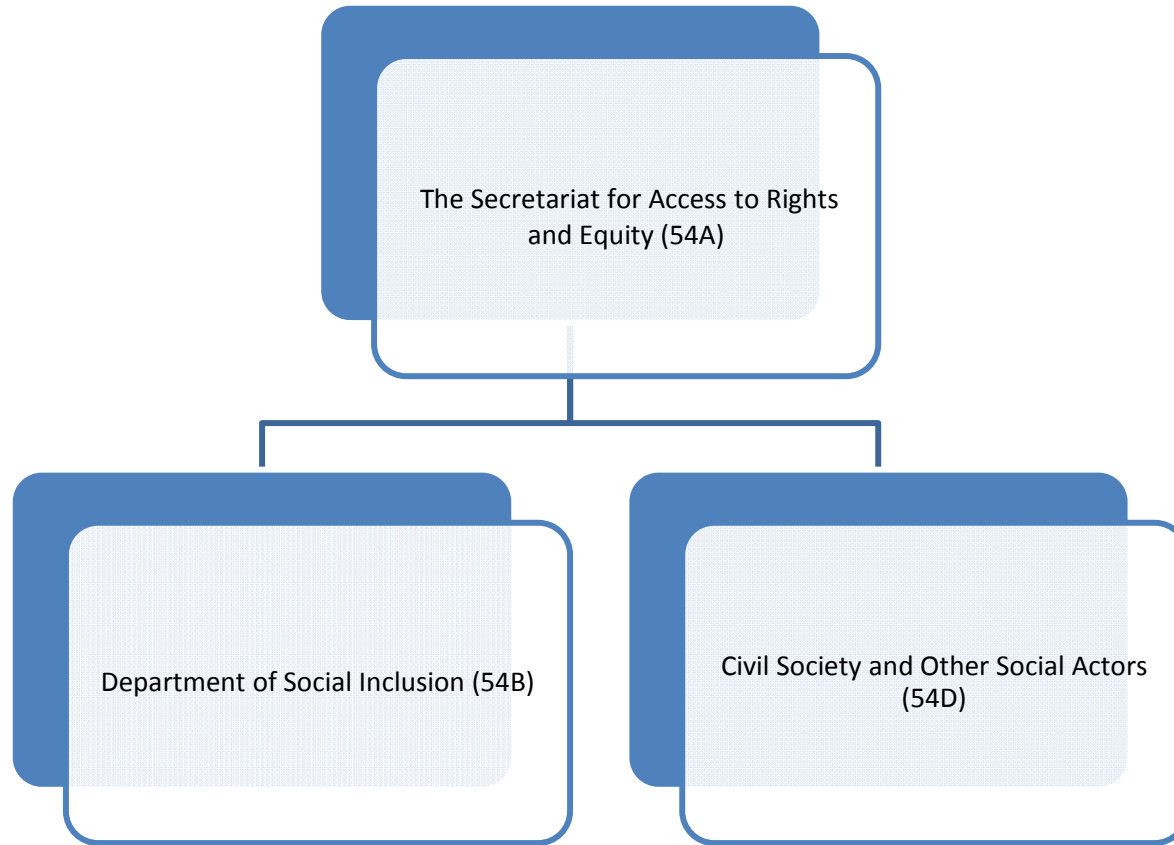 The Secretariat for Access to Rights
and Equity (54A)
Department of Social Inclusion (54B)
Civil Society and Other Social Actors
(54D)